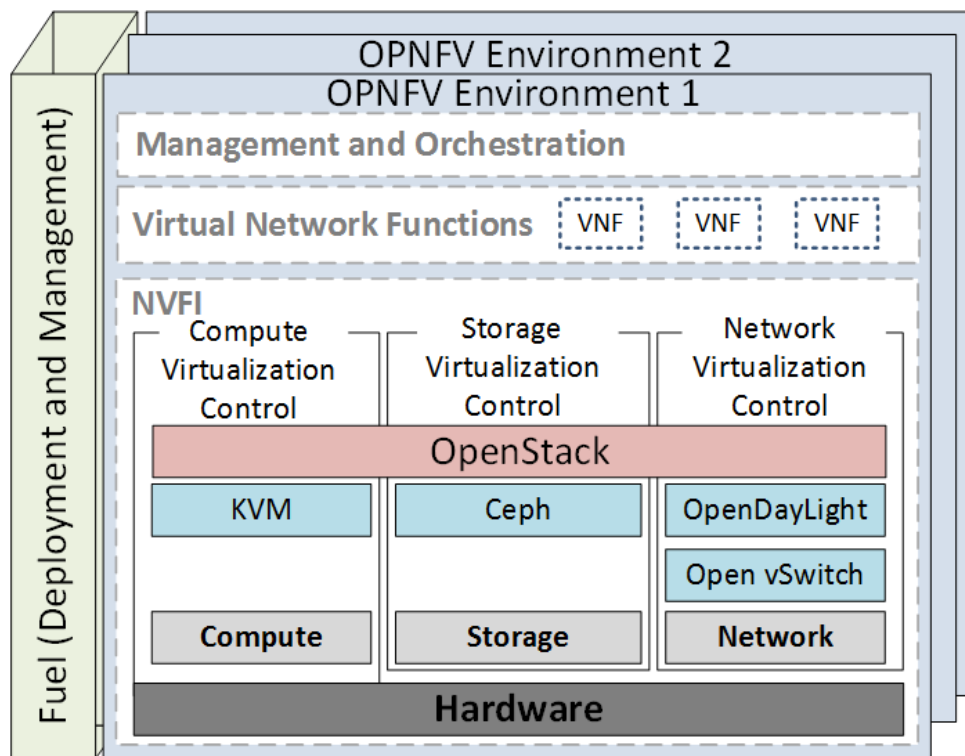 OPNFV Environment 2
OPNFV Environment 1
Fuel (Deployment and Management)
Management and Orchestration
Virtual Network Functions
VNF
VNF
VNF
NVFI
Compute
Virtualization
Control
Storage
Virtualization
Control
Network
Virtualization
Control
OpenStack
KVM
Ceph
OpenDayLight
Open vSwitch
Compute
Storage
Network
Hardware